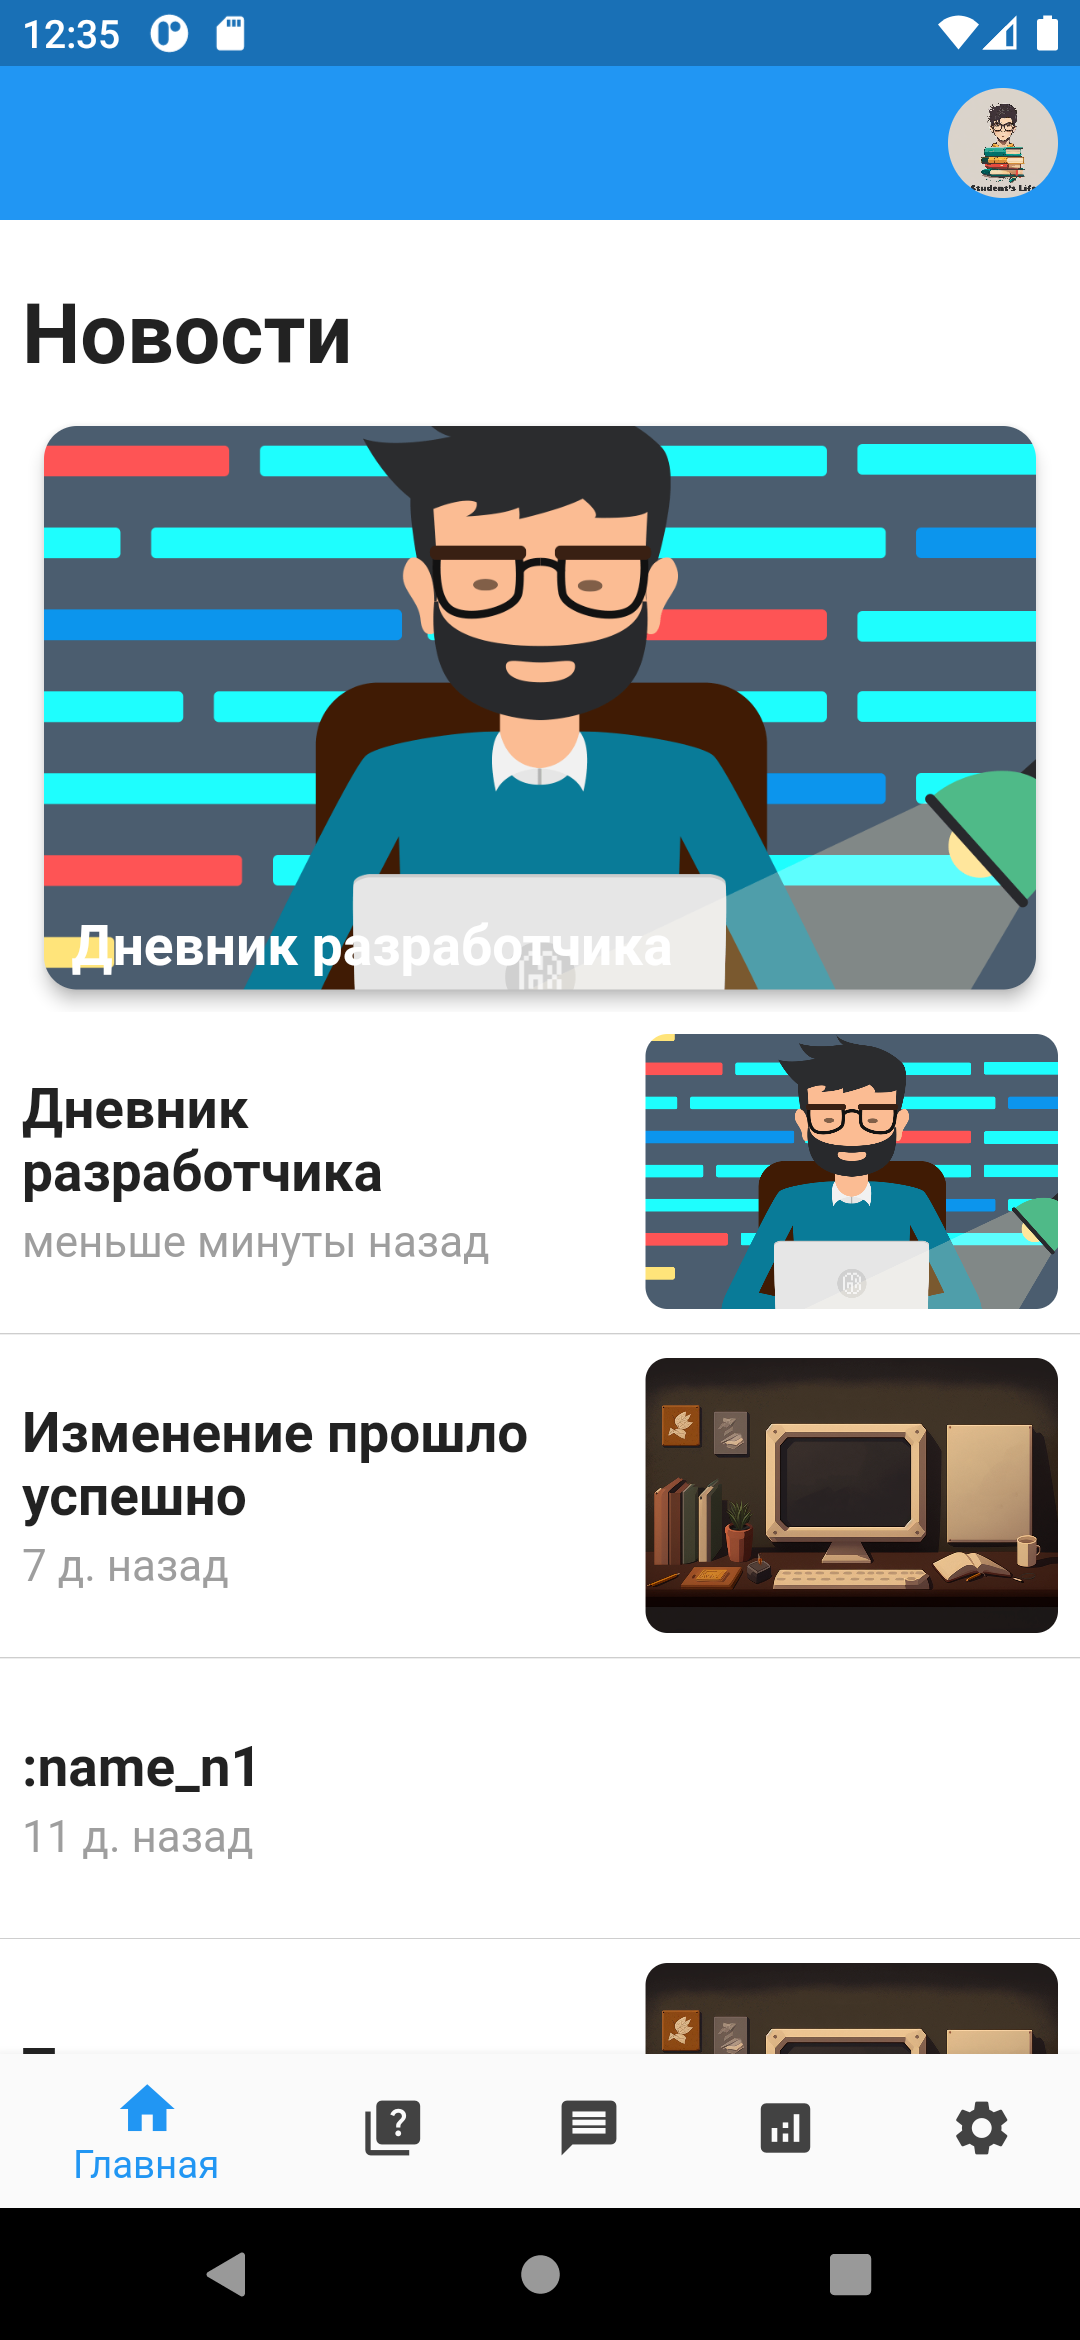 12:35
Student's Life
Новости
Дневник разработчика
Дневник
разработчика
меньше минуты назад
Изменение прошло
успешно
7 д. назад
:name_n1
11 д. назад
Главная